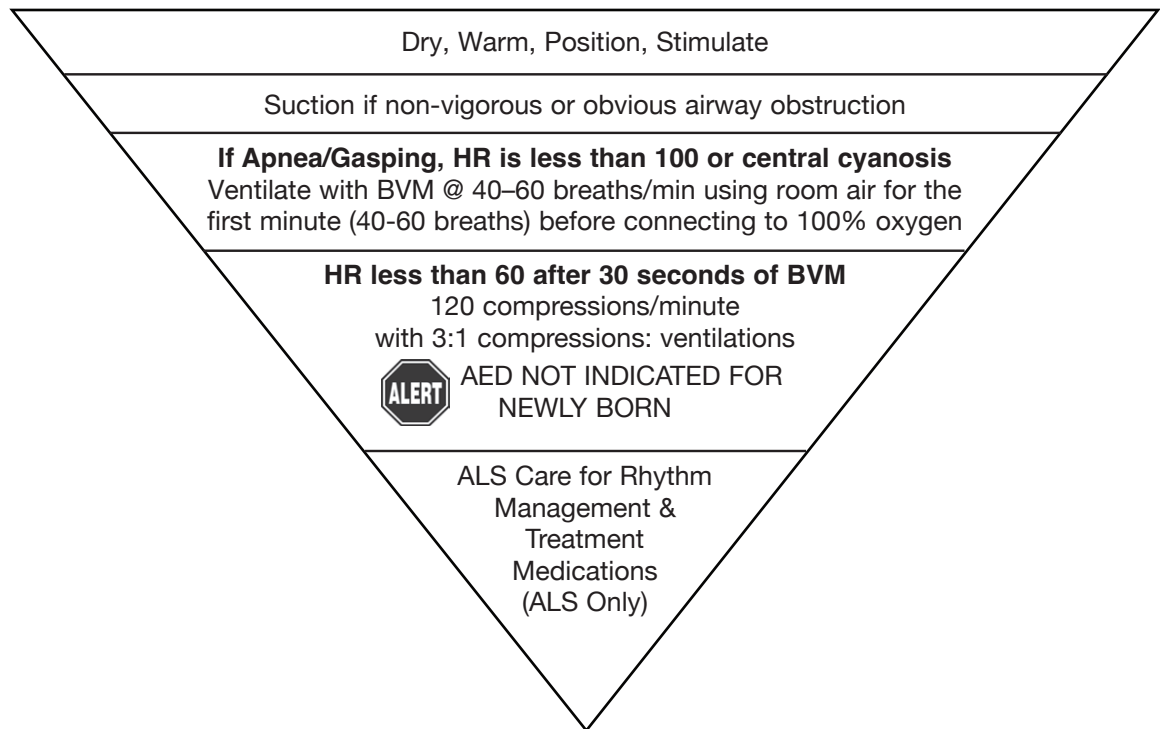 Dry, Warm, Position, Stimulate
Suction if non-vigorous or obvious airway obstruction
If Apnea/Gasping, HR is less than 100 or central cyanosis
Ventilate with BVM @ 40–60 breaths/min using room air for the
first minute (40-60 breaths) before connecting to 100% oxygen
HR less than 60 after 30 seconds of BVM
120 compressions/minute
with 3:1 compressions: ventilations
ALERT
AED NOT INDICATED FOR
NEWLY BORN
ALS Care for Rhythm
Management &
Treatment
Medications
(ALS Only)